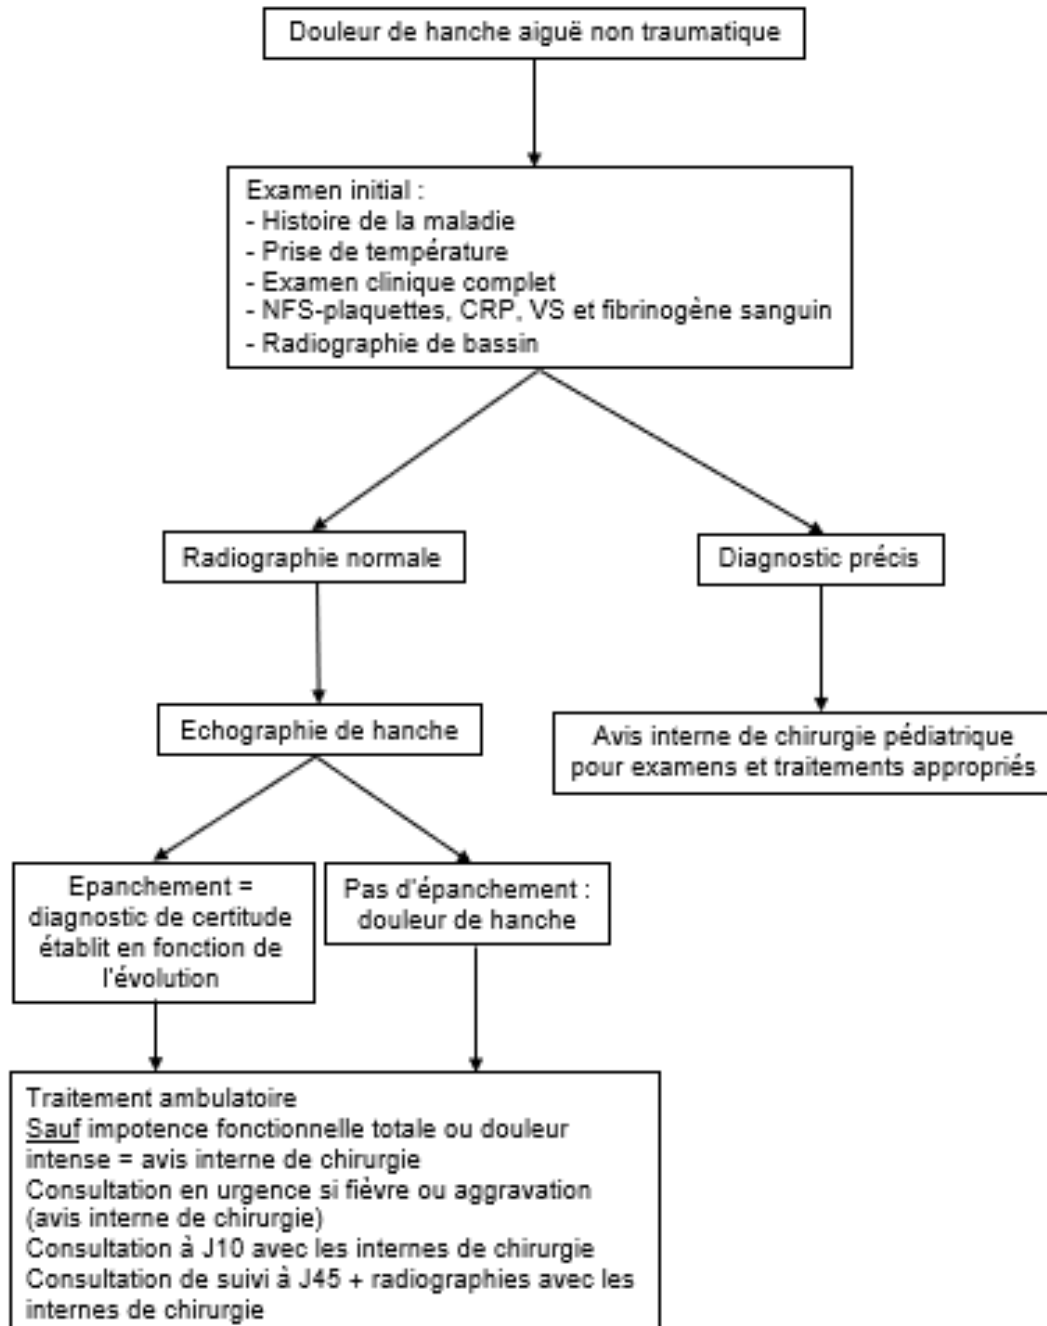 Douleur de hanche aiguë non traumatique
Examen initial :
- Histoire de la maladie
- Prise de température
- Examen clinique complet
- NFS-plaquettes, CRP, VS et fibrinogène sanguin
- Radiographie de bassin
Radiographie normale
Diagnostic précis
Echographie de hanche
Avis interne de chirurgie pédiatrique
pour examens et traitements appropriés
Epanchement =
diagnostic de certitude
établit en fonction de
l'évolution
Pas d'épanchement :
douleur de hanche
Traitement ambulatoire
Sauf impotence fonctionnelle totale ou douleur
intense = avis interne de chirurgie
Consultation en urgence si fièvre ou aggravation
(avis interne de chirurgie)
Consultation à J10 avec les internes de chirurgie
Consultation de suivi à J45 + radiographies avec les
internes de chirurgie